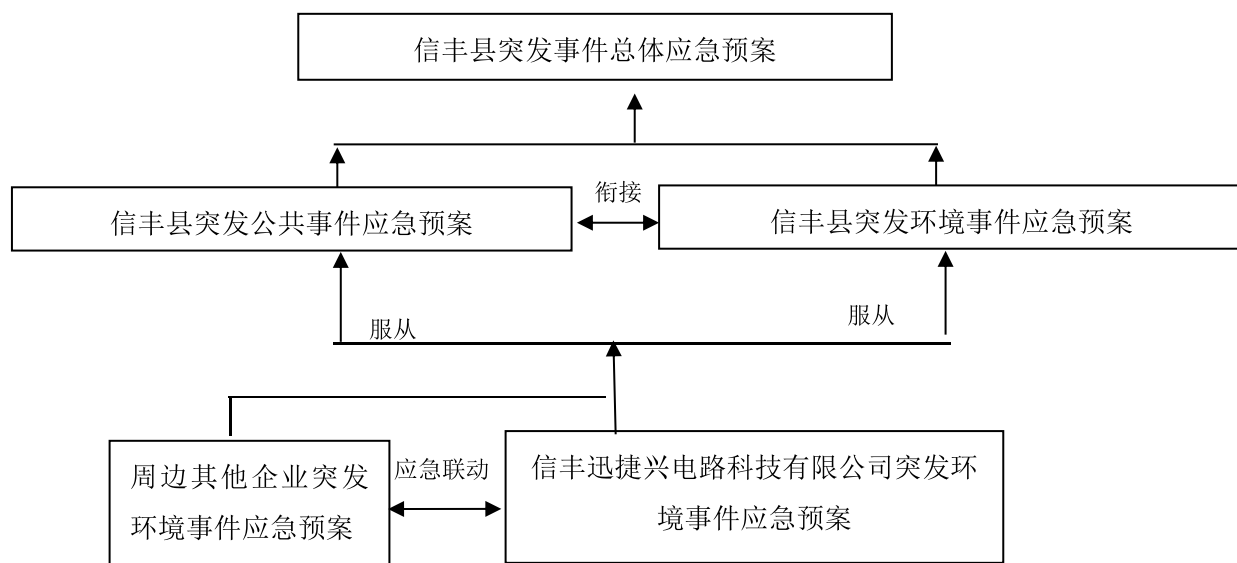 信丰县突发事件总体应急预案
衔接
信丰县突发公共事件应急预案
信丰县突发环境事件应急预案
服从
服从
周边其他企业突发
环境事件应急预案
应急联动
信丰迅捷兴电路科技有限公司突发环
境事件应急预案